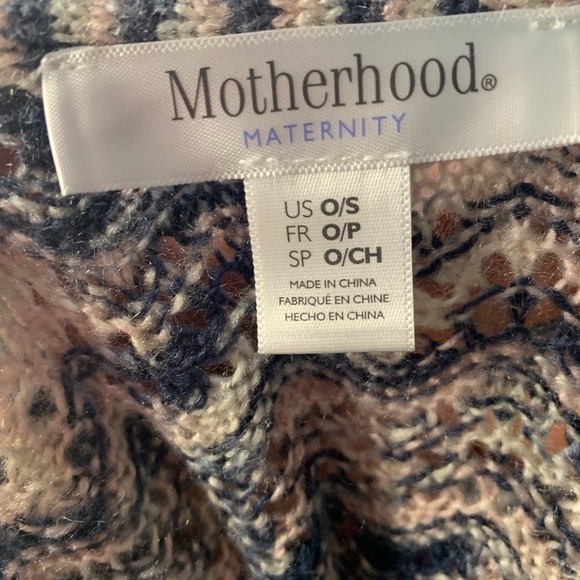 Motherhood®
MATERNITY
US O/S
FR O/P
SP O/CH
MADE IN CHINA
FABRIQUÉ EN CHINE
HECHO EN CHINA